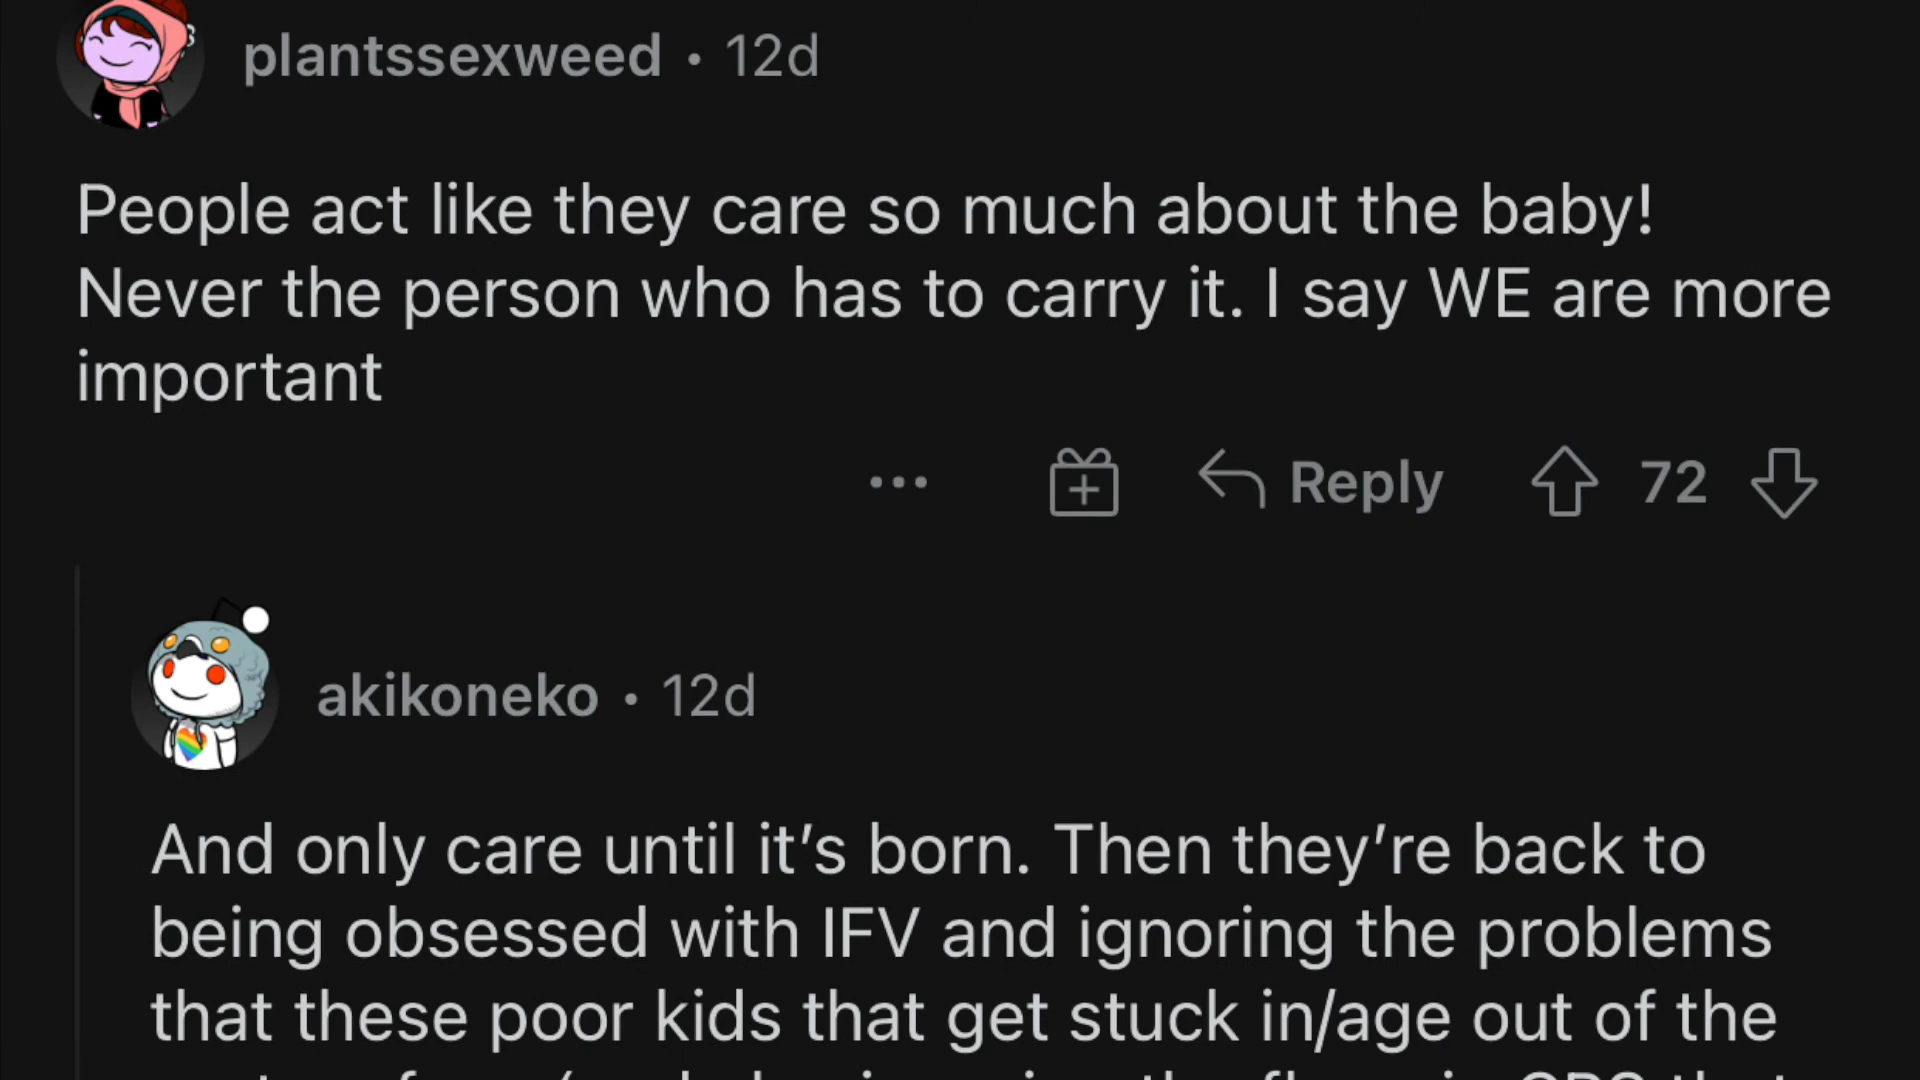 plantssexweed • 12d
People act like they care so much about the baby!
Never the person who has to carry it. I say WE are more
important
Reply 72
akikoneko • 12d
And only care until it’s born. Then they’re back to
being obsessed with IFV and ignoring the problems
that these poor kids that get stuck in/age out of the